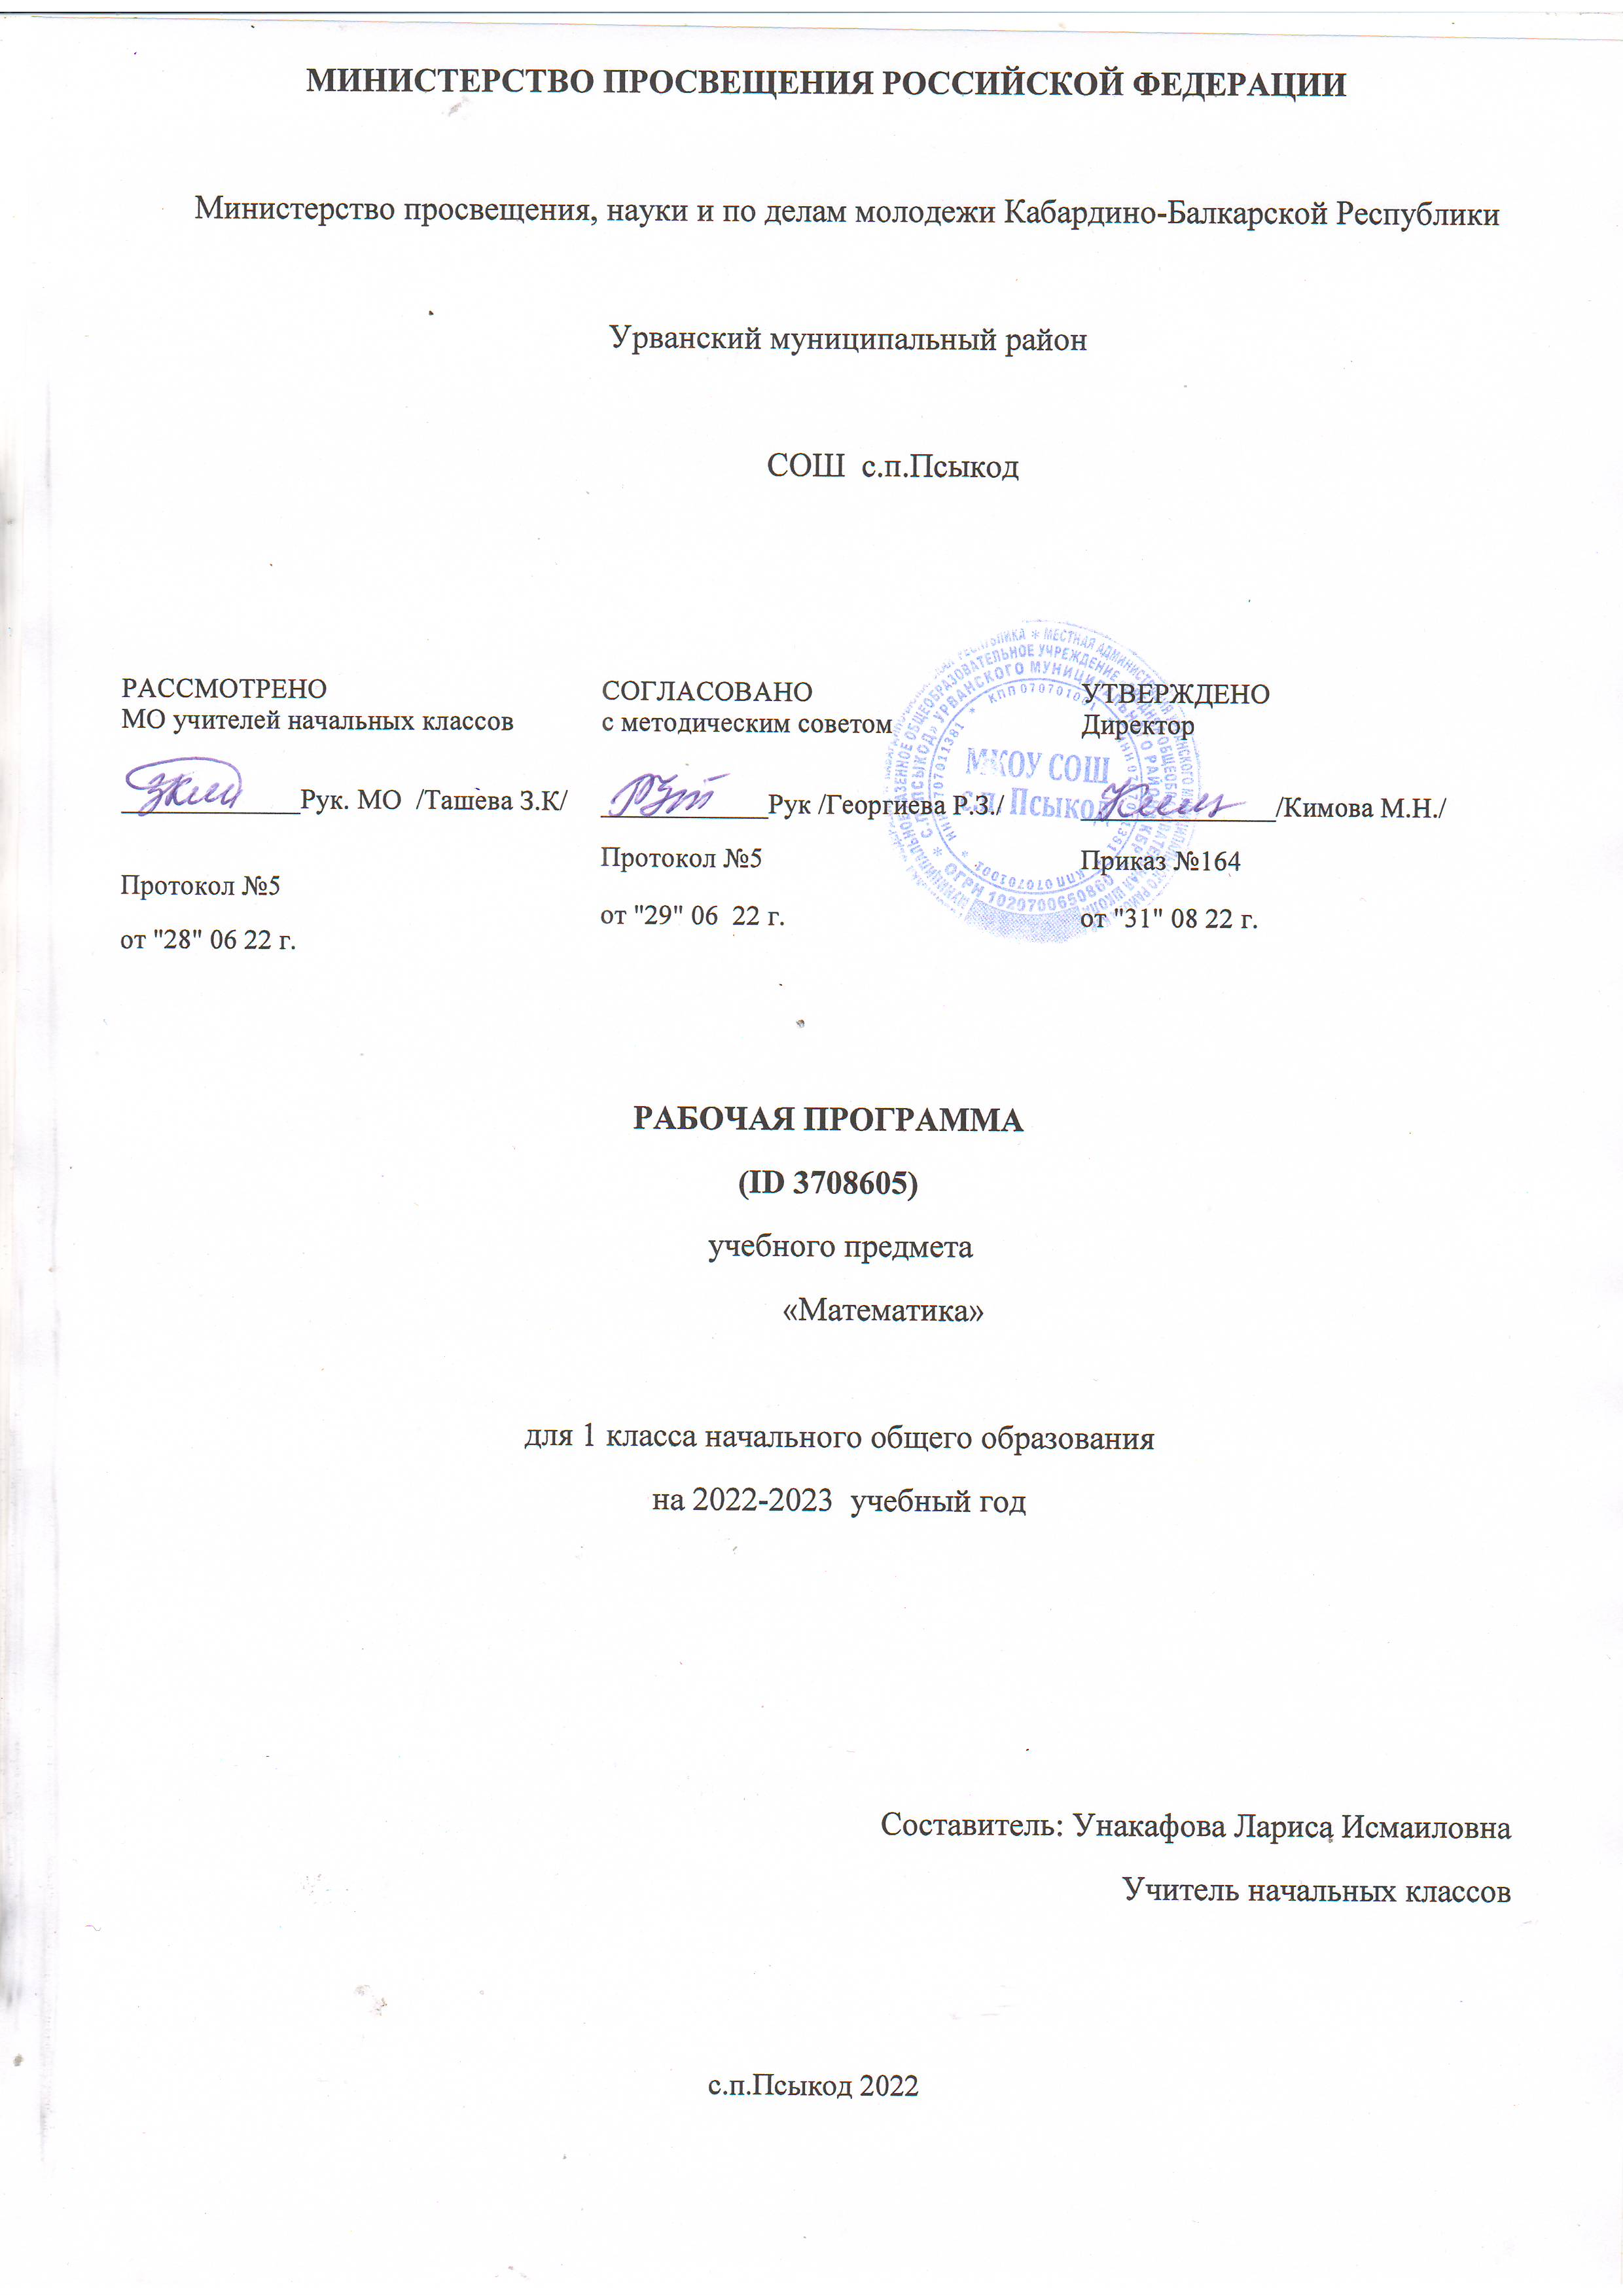 МИНИСТЕРСТВО ПРОСВЕЩЕНИЯ РОССИЙСКОЙ ФЕДЕРАЦИИ
Министерство просвещения, науки и по делам молодежи Кабардино-Балкарской Республики
Урванский муниципальный район
СОШ с.п.Псыкод
РАССМОТРЕНО
МО учителей начальных классов
Рук. МО /Ташева З.К/
Протокол №5
от "28" 06 22 г.
СОГЛАСОВАНО
с методическим советом
Рук /Георгиева Р.З./
Протокол №5
от "29" 06 22 г.
УТВЕРЖДЕНО
Директор
/Кимова М.Н./
Приказ №164
от "31" 08 22 г.
МКОУ СОШ
с.п. Псыкод
ОГРН 1020700650860
РАБОЧАЯ ПРОГРАММА
(ID 3708605)
учебного предмета
«Математика»
для 1 класса начального общего образования
на 2022-2023 учебный год
Составитель: Унакафова Лариса Исмаиловна
Учитель начальных классов
с.п.Псыкод 2022